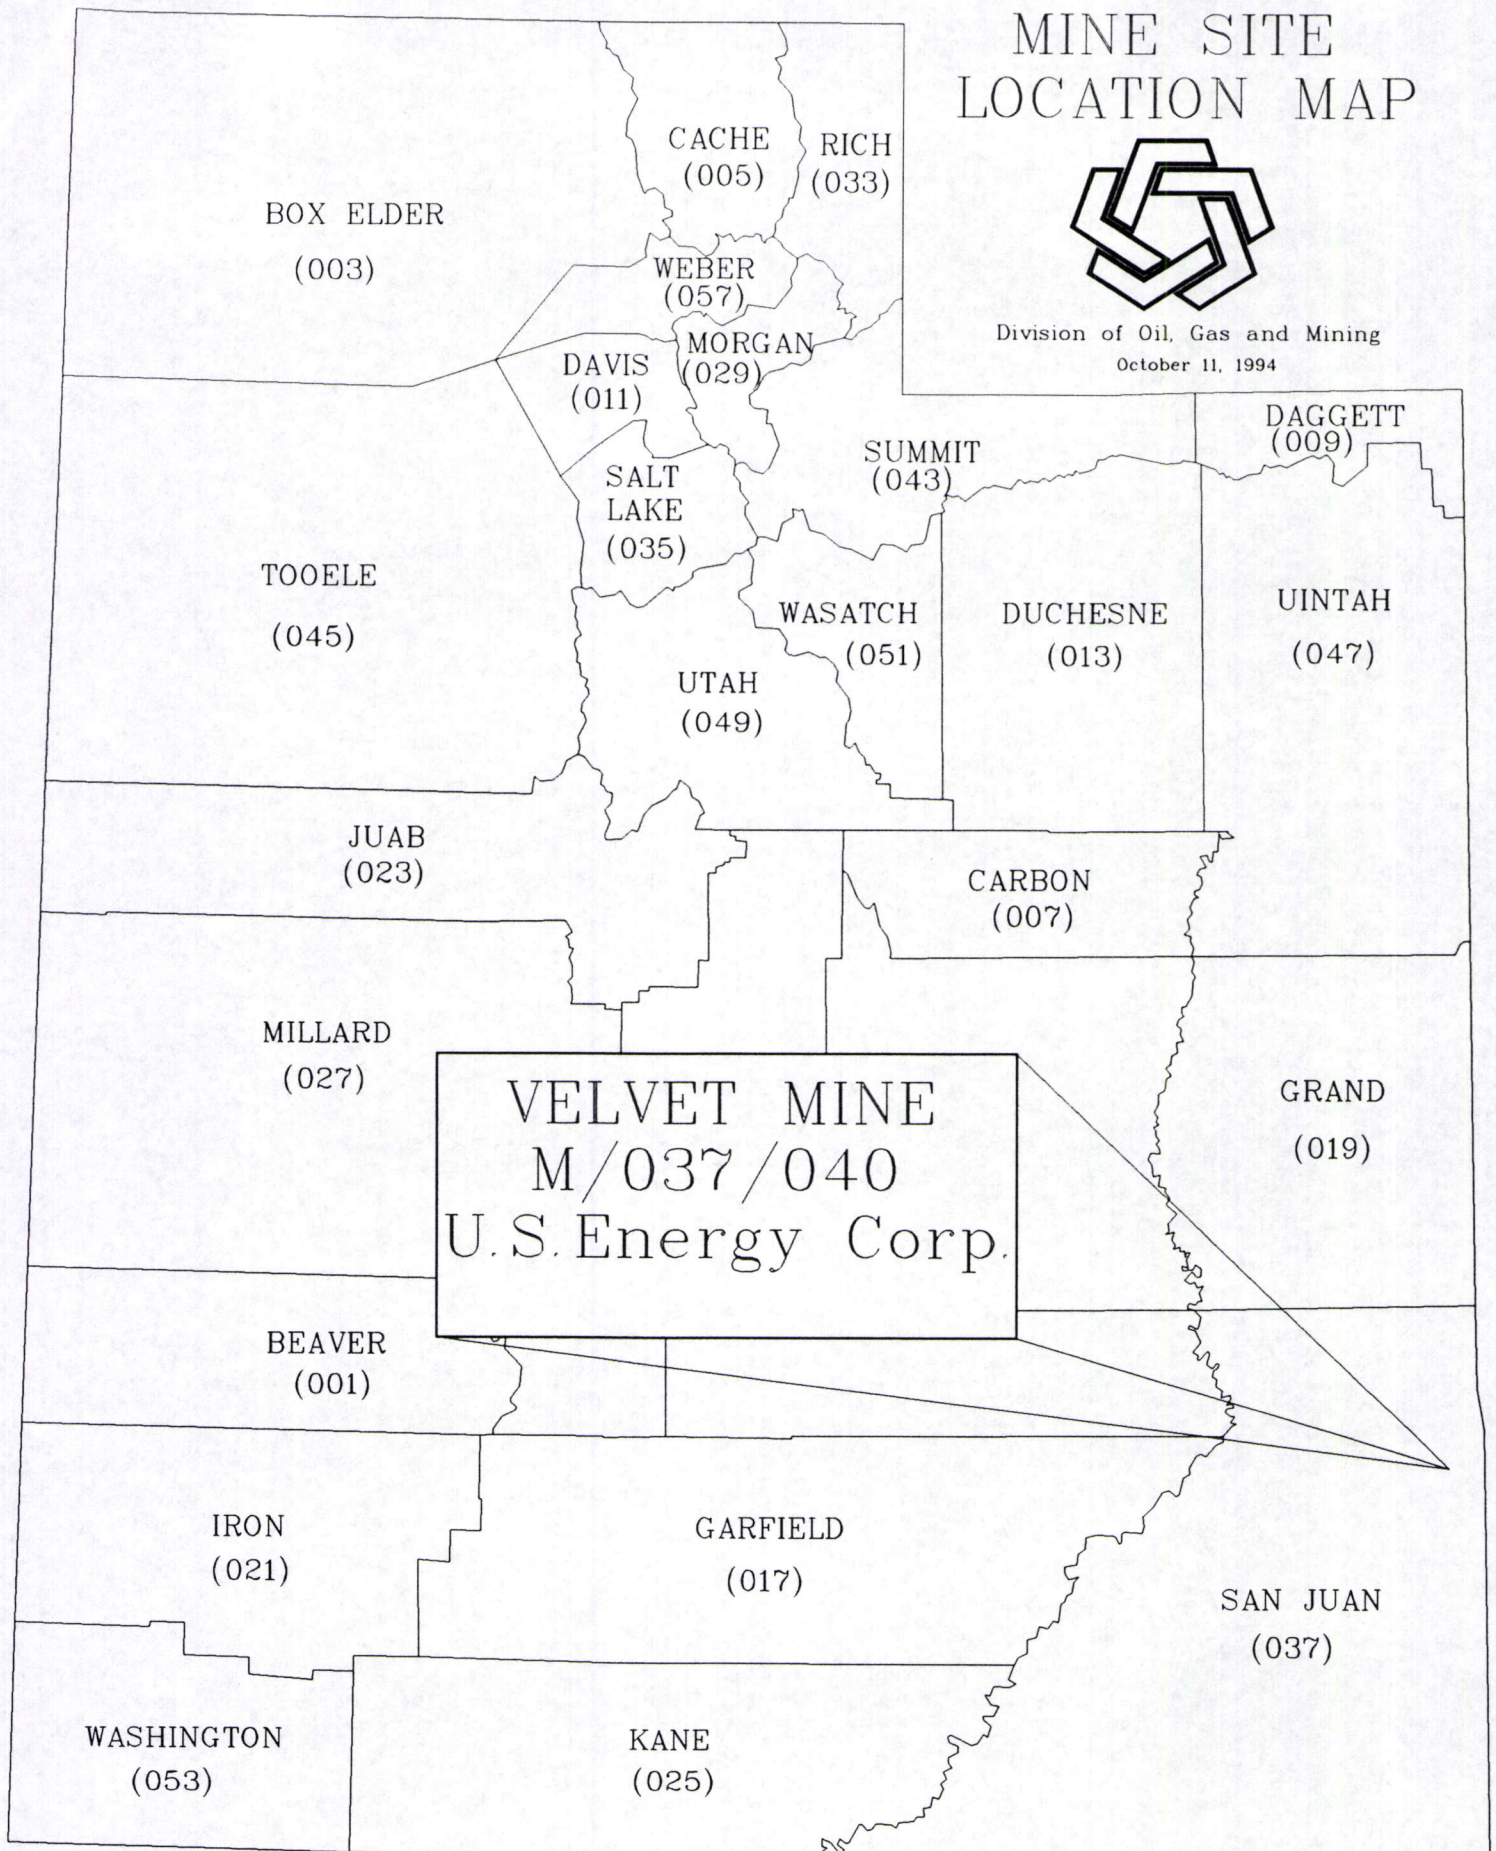 MINE SITE
LOCATION MAP
Division of Oil, Gas and Mining
October 11, 1994
CACHE
(005)
RICH
(033)
BOX ELDER
(003)
WEBER
(057)
MORGAN
(029)
DAVIS
(011)
DAGGETT
(009)
SUMMIT
(043)
SALT
LAKE
(035)
TOOELE
(045)
WASATCH
(051)
DUCHESNE
(013)
UINTAH
(047)
UTAH
(049)
JUAB
(023)
CARBON
(007)
MILLARD
(027)
VELVET MINE
M/037/040
U.S. Energy Corp.
GRAND
(019)
BEAVER
(001)
IRON
(021)
GARFIELD
(017)
SAN JUAN
(037)
WASHINGTON
(053)
KANE
(025)